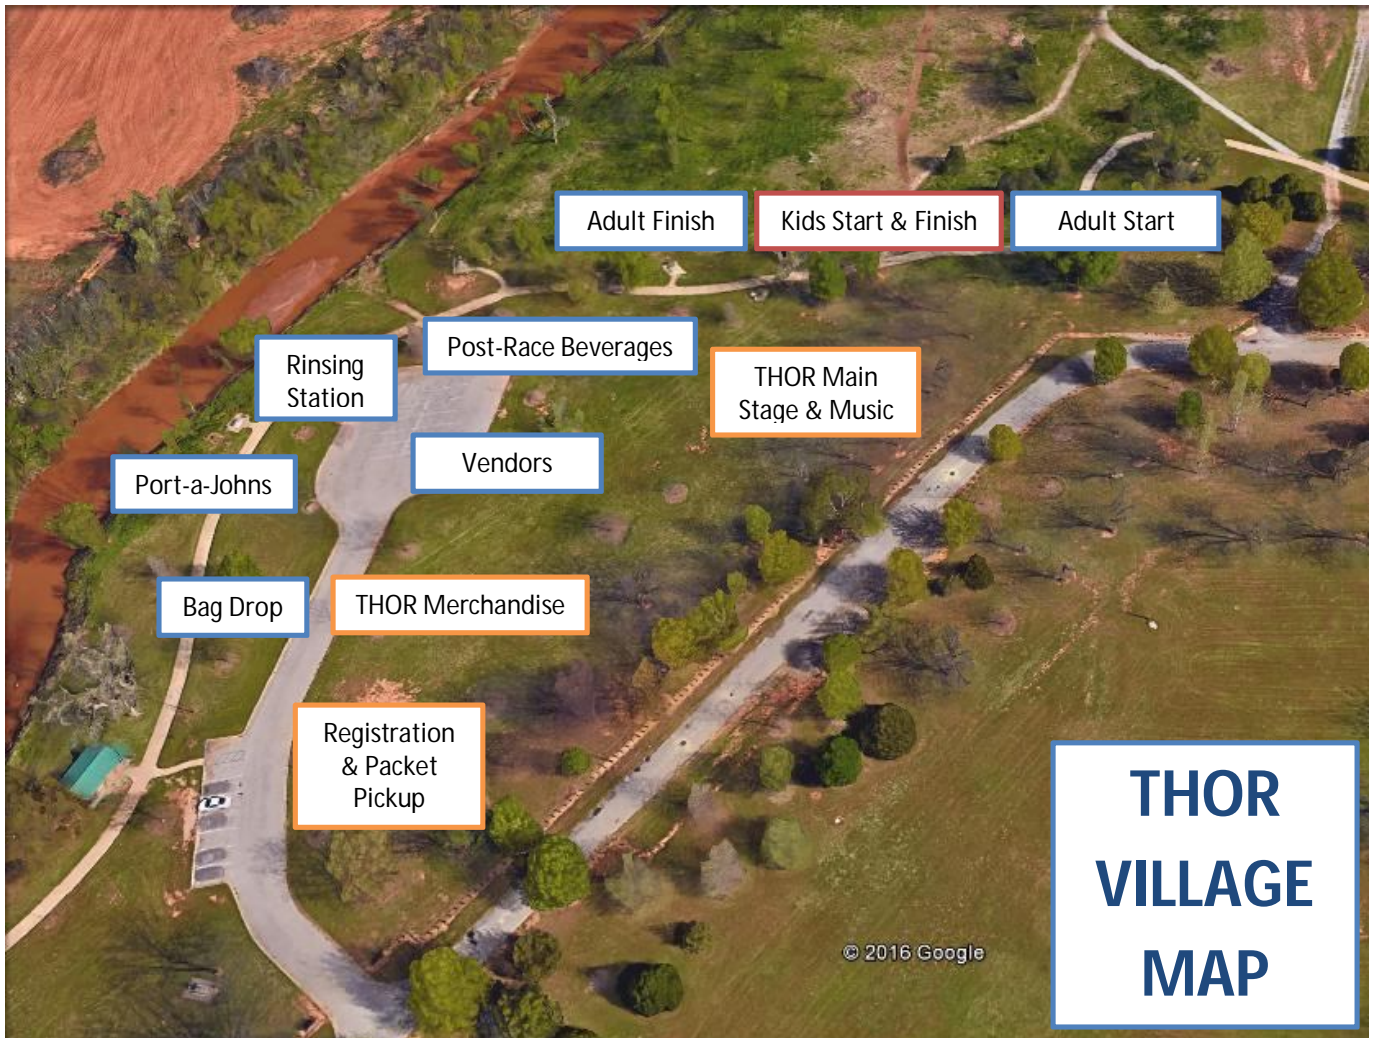 Adult Finish
Kids Start & Finish
Adult Start
Post-Race Beverages
Rinsing
Station
THOR Main
Stage & Music
Vendors
Port-a-Johns
Bag Drop
THOR Merchandise
Registration
& Packet
Pickup
THOR
VILLAGE
MAP
© 2016 Google